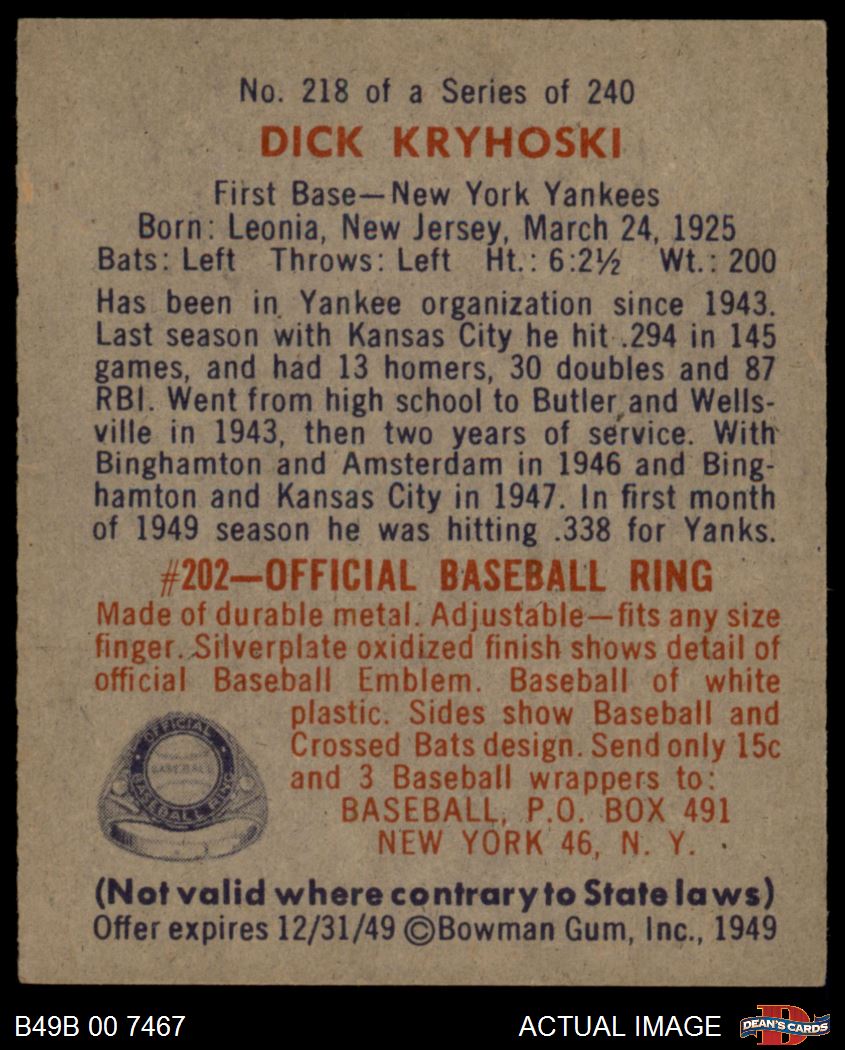 No. 218 of a Series of 240
DICK KRYHOSKI
First Base—New York Yankees
Born: Leonia, New Jersey, March 24, 1925
Bats: Left Throws: Left Ht.: 6:2½ Wt.: 200
Has been in Yankee organization since 1943.
Last season with Kansas City he hit .294 in 145
games, and had 13 homers, 30 doubles and 87
RBI. Went from high school to Butler and Wells-
ville in 1943, then two years of service. With
Binghamton and Amsterdam in 1946 and Bing-
hamton and Kansas City in 1947. In first month
of 1949 season he was hitting .338 for Yanks.
#202—OFFICIAL BASEBALL RING
Made of durable metal. Adjustable—fits any size
finger. Silverplate oxidized finish shows detail of
official Baseball Emblem. Baseball of white
plastic. Sides show Baseball and
Crossed Bats design. Send only 15c
and 3 Baseball wrappers to:
BASEBALL, P.O. BOX 491
NEW YORK 46, N. Y.
OFFICIAL
BASEBALL
BASEBALL RING
(Not valid where contrary to State laws)
Offer expires 12/31/49 ©Bowman Gum, Inc., 1949
B49B 00 7467
ACTUAL IMAGE
DEAN'S CARDS